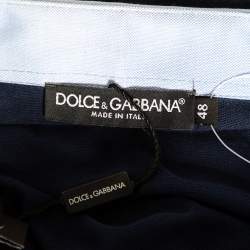 DOLCE & GABBANA®
MADE IN ITALY
48
DOLCE & GABBANA